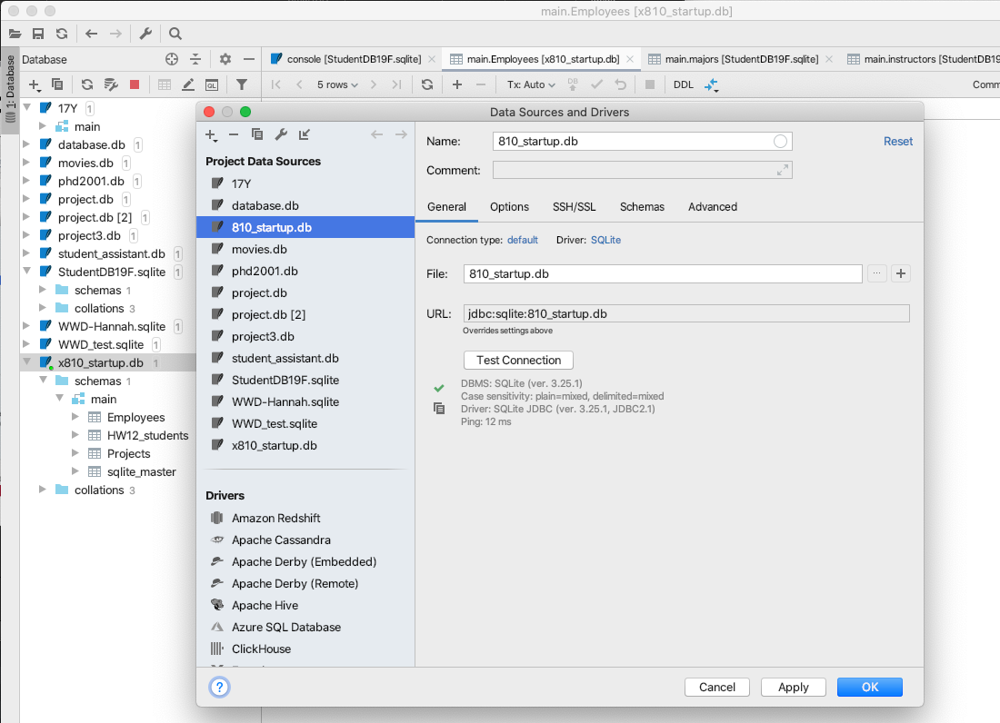 main.Employees [x810_startup.db]
1: Database
Database
console [StudentDB19F.sqlite]
main.Employees [x810_startup.db]
main.majors [StudentDB19F.sqlite]
main.instructors [StudentDB19
QL
5 rows
Tx: Auto
DB
DDL
Comm
17Y 1
main
database.db 1
movies.db 1
phd2001.db 1
project.db 1
project.db [2] 1
project3.db 1
student_assistant.db 1
StudentDB19F.sqlite 1
schemas 1
collations 3
WWD-Hannah.sqlite 1
WWD_test.sqlite 1
x810_startup.db 1
schemas 1
main
Employees
HW12_students
Projects
sqlite_master
collations 3
Data Sources and Drivers
Project Data Sources
17Y
database.db
810_startup.db
movies.db
phd2001.db
project.db
project.db [2]
project3.db
student_assistant.db
StudentDB19F.sqlite
WWD-Hannah.sqlite
WWD_test.sqlite
x810_startup.db
Drivers
Amazon Redshift
Apache Cassandra
Apache Derby (Embedded)
Apache Derby (Remote)
Apache Hive
Azure SQL Database
ClickHouse
Name: 810_startup.db Reset
Comment:
General Options SSH/SSL Schemas Advanced
Connection type: default Driver: SQLite
File: 810_startup.db ...
URL: jdbc:sqlite:810_startup.db
Overrides settings above
Test Connection
DBMS: SQLite (ver. 3.25.1)
Case sensitivity: plain=mixed, delimited=mixed
Driver: SQLite JDBC (ver. 3.25.1, JDBC2.1)
Ping: 12 ms
? Cancel Apply OK